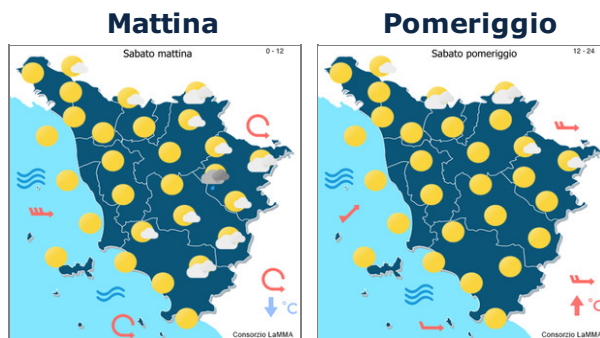 Mattina
Pomeriggio
Sabato mattina
0 - 12
°C
Consorzio LaMMA
Sabato pomeriggio
12 - 24
°C
Consorzio LaMMA